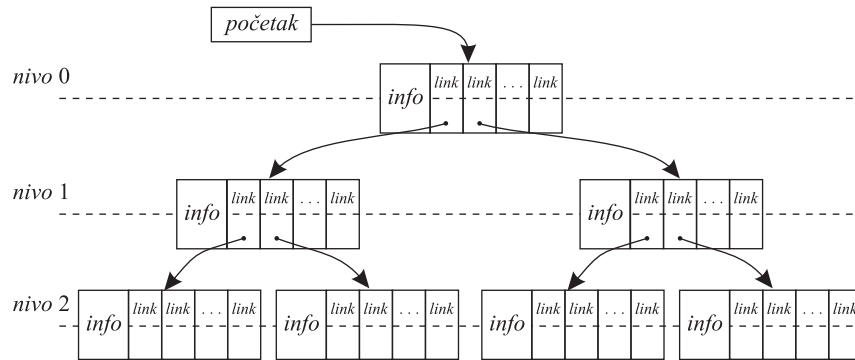 početak
nivo 0
info link link ... link
nivo 1
info link link ... link info link link ... link
nivo 2
info link link ... link info link link ... link info link link ... link info link link ... link